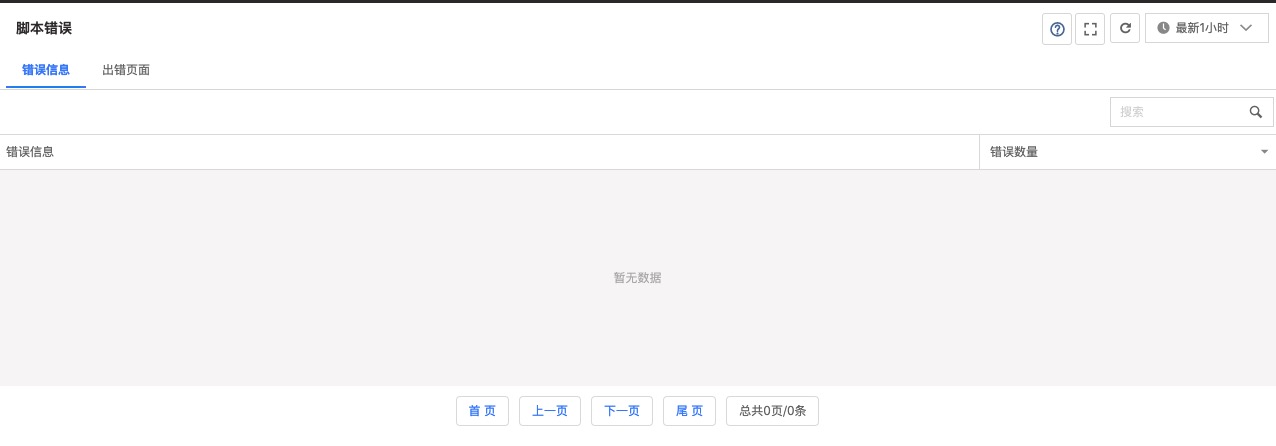 脚本错误
最新1小时
错误信息 出错页面
搜索
错误信息 错误数量
暂无数据
首 页 上一页 下一页 尾 页 总共0页/0条